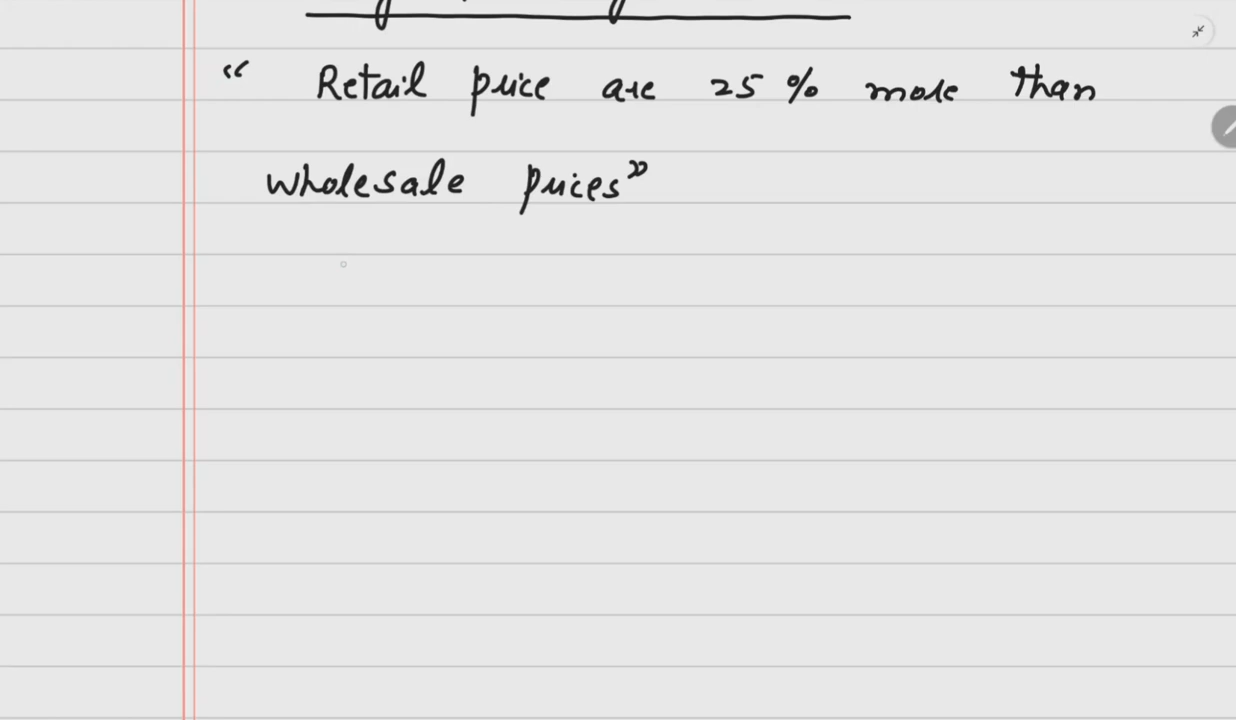 “ Retail price are 25 % more than
wholesale prices”